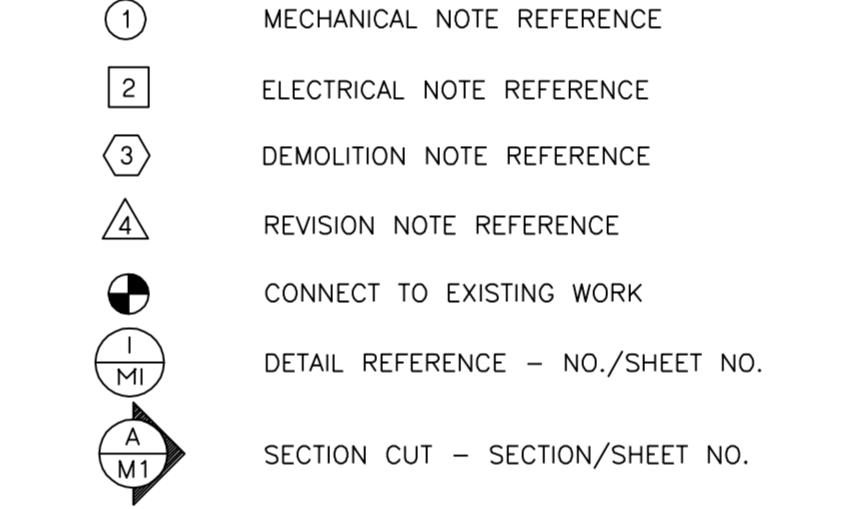 1 MECHANICAL NOTE REFERENCE
2 ELECTRICAL NOTE REFERENCE
3 DEMOLITION NOTE REFERENCE
4 REVISION NOTE REFERENCE
CONNECT TO EXISTING WORK
I
M1 DETAIL REFERENCE – NO./SHEET NO.
A
M1 SECTION CUT – SECTION/SHEET NO.